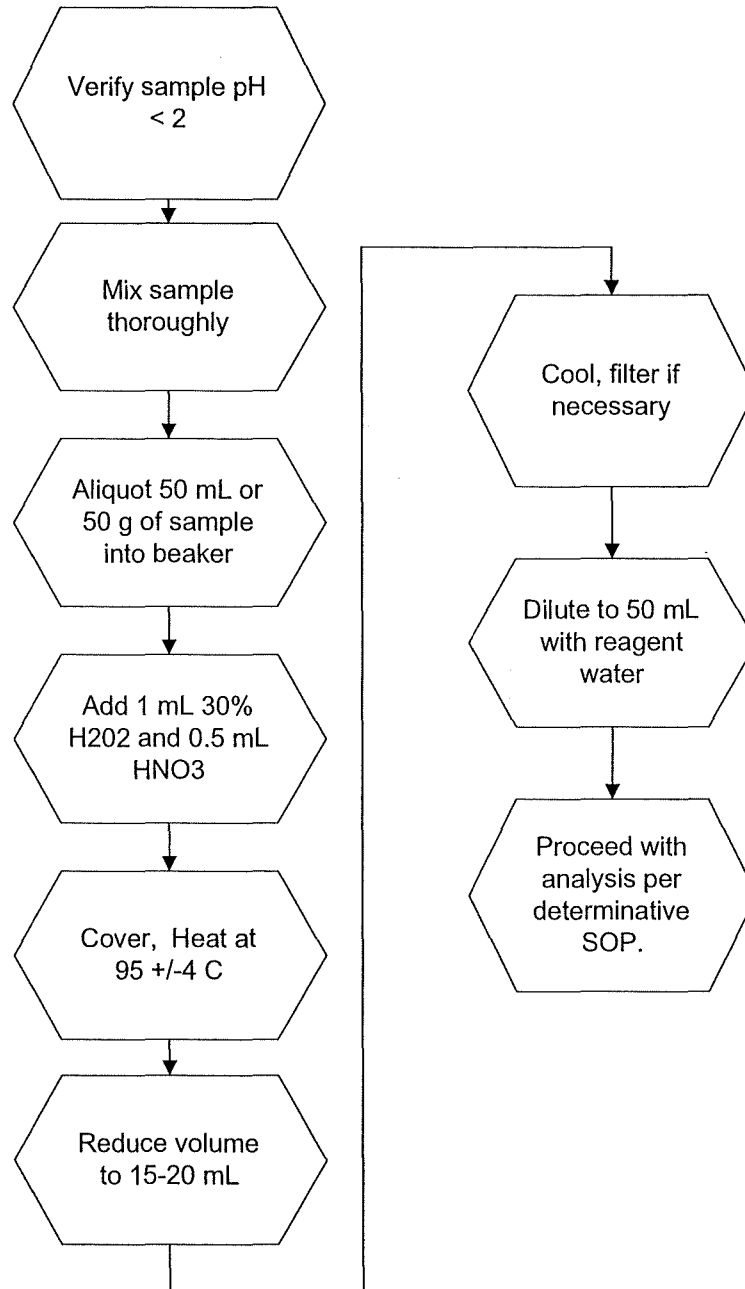 Verify sample pH
< 2
Mix sample
thoroughly
Aliquot 50 mL or
50 g of sample
into beaker
Add 1 mL 30%
H202 and 0.5 mL
HNO3
Cover, Heat at
95 +/-4 C
Reduce volume
to 15-20 mL
Cool, filter if
necessary
Dilute to 50 mL
with reagent
water
Proceed with
analysis per
determinative
SOP.